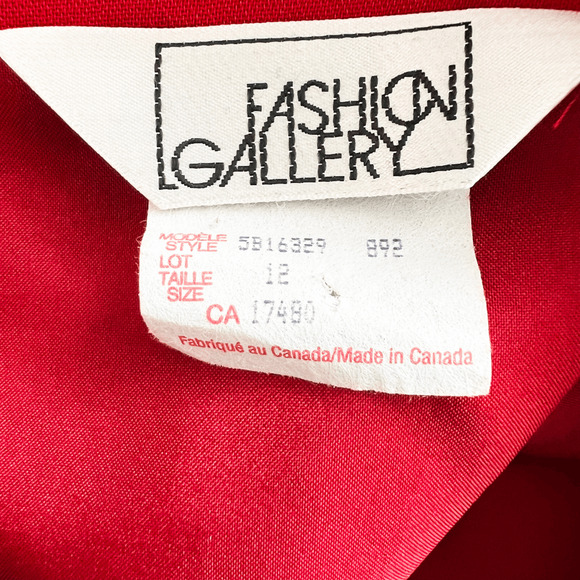 FASHION
GALLERY
MODÈLE
STYLE 5B16329 892
LOT
TAILLE 12
SIZE
CA 17480
Fabriqué au Canada/Made in Canada